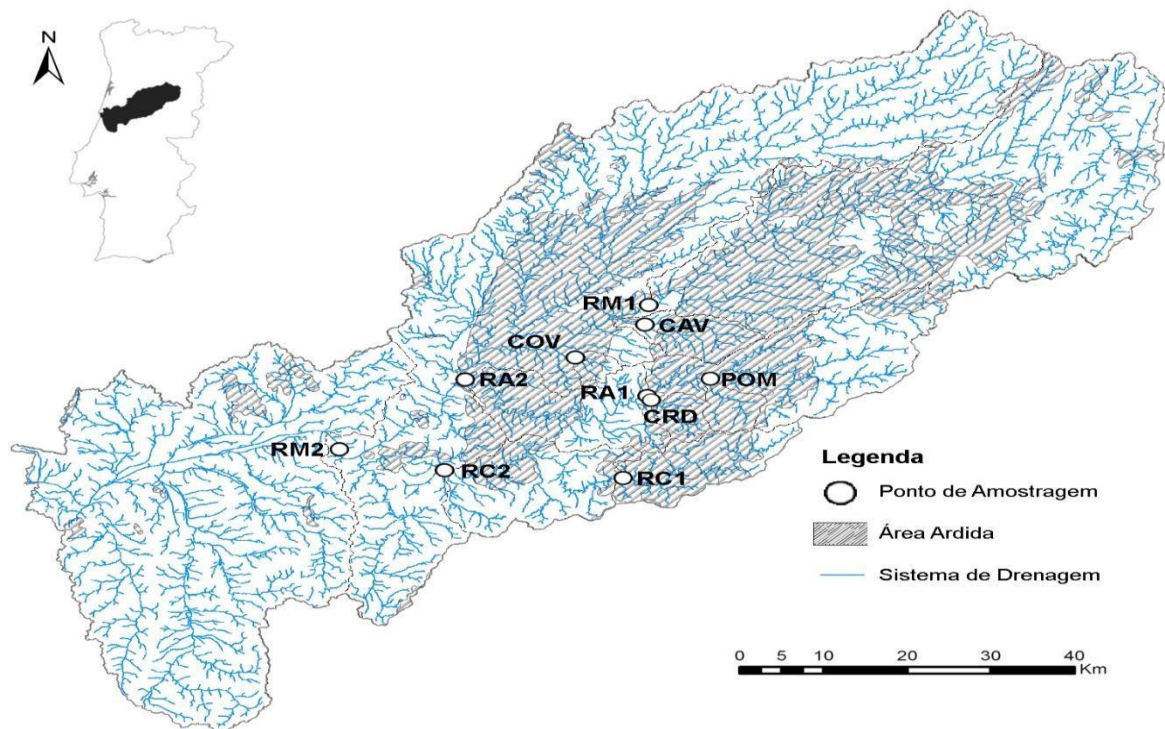 N
RM1
CAV
COV
RA2
POM
RA1
CRD
RM2
RC2
RC1
Legenda
Ponto de Amostragem
Área Ardida
Sistema de Drenagem
0 5 10 20 30 40
Km